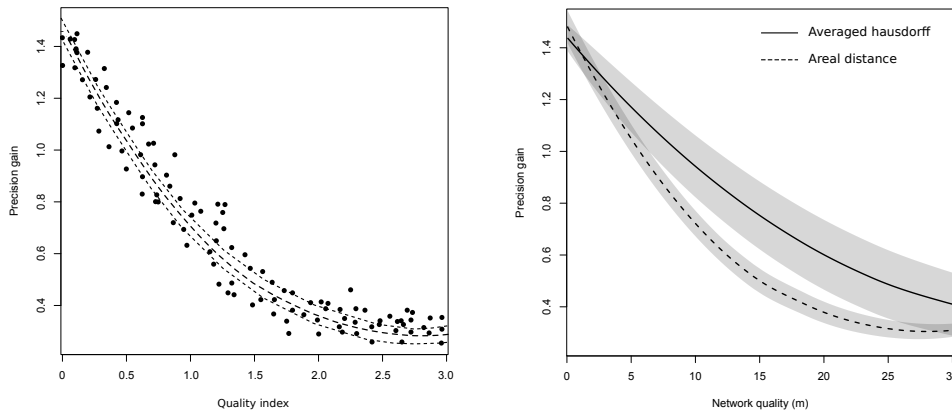 Precision gain
1.4
1.2
1.0
0.8
0.6
0.4
0 0.5 1.0 1.5 2.0 2.5 3.0
Quality index
Averaged hausdorff
Areal distance
Precision gain
1.4
1.2
1.0
0.8
0.6
0.4
0 5 10 15 20 25
Network quality (m)